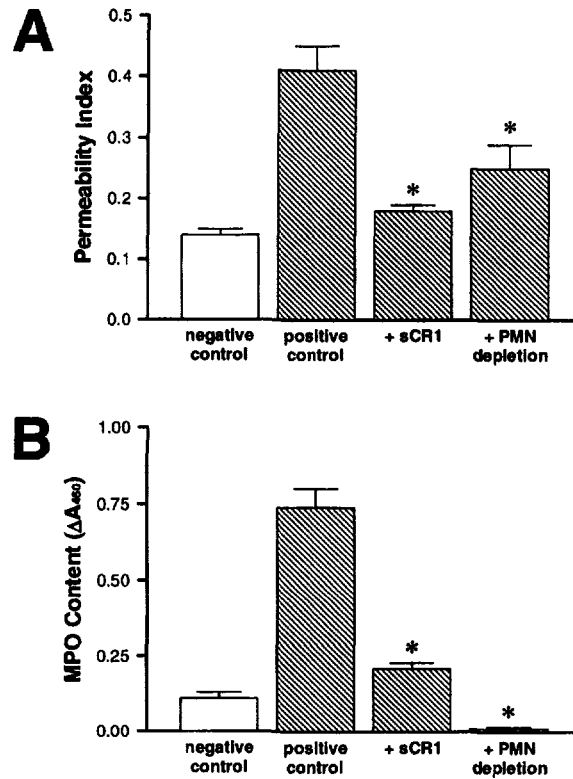 A
Permeability Index
0.5
0.4
0.3
0.2
0.1
0.0
*
*
negative
control
positive
control
+ sCR1
+ PMN
depletion
B
MPO Content (ΔA₄₆₀)
1.00
0.75
0.50
0.25
0.00
*
*
negative
control
positive
control
+ sCR1
+ PMN
depletion